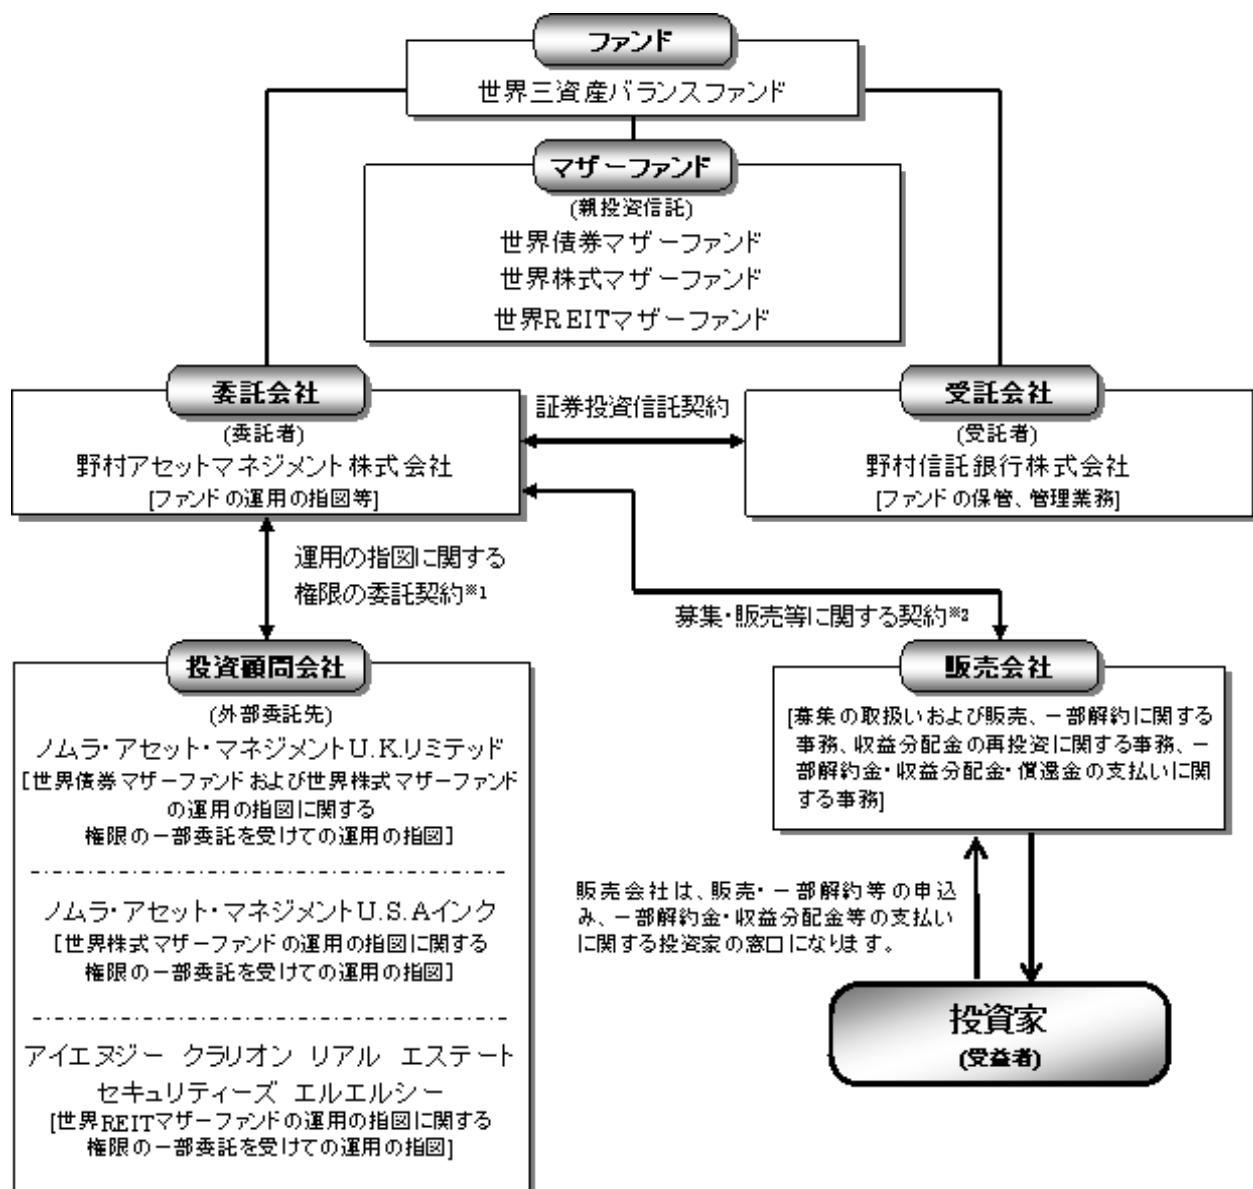 ファンド
世界三資産バランスファンド
マザーファンド
(親投資信託)
世界債券マザーファンド
世界株式マザーファンド
世界REITマザーファンド
委託会社
(委託者)
野村アセットマネジメント株式会社
[ファンドの運用の指図等]
証券投資信託契約
受託会社
(受託者)
野村信託銀行株式会社
[ファンドの保管、管理業務]
運用の指図に関する
権限の委託契約※1
募集・販売等に関する契約※2
投資顧問会社
(外部委託先)
ノムラ・アセット・マネジメントU.K.リミテッド
[世界債券マザーファンドおよび世界株式マザーファンド
の運用の指図に関する
権限の一部委託を受けての運用の指図]
ノムラ・アセット・マネジメントU.S.Aインク
[世界株式マザーファンドの運用の指図に関する
権限の一部委託を受けての運用の指図]
アイエヌジー クラリオン リアル エステート
セキュリティーズ エルエルシー
[世界REITマザーファンドの運用の指図に関する
権限の一部委託を受けての運用の指図]
販売会社
[募集の取扱いおよび販売、一部解約に関する
事務、収益分配金の再投資に関する事務、一
部解約金・収益分配金・償還金の支払いに関
する事務]
販売会社は、販売・一部解約等の申込
み、一部解約金・収益分配金等の支払い
に関する投資家の窓口になります。
投資家
(受益者)